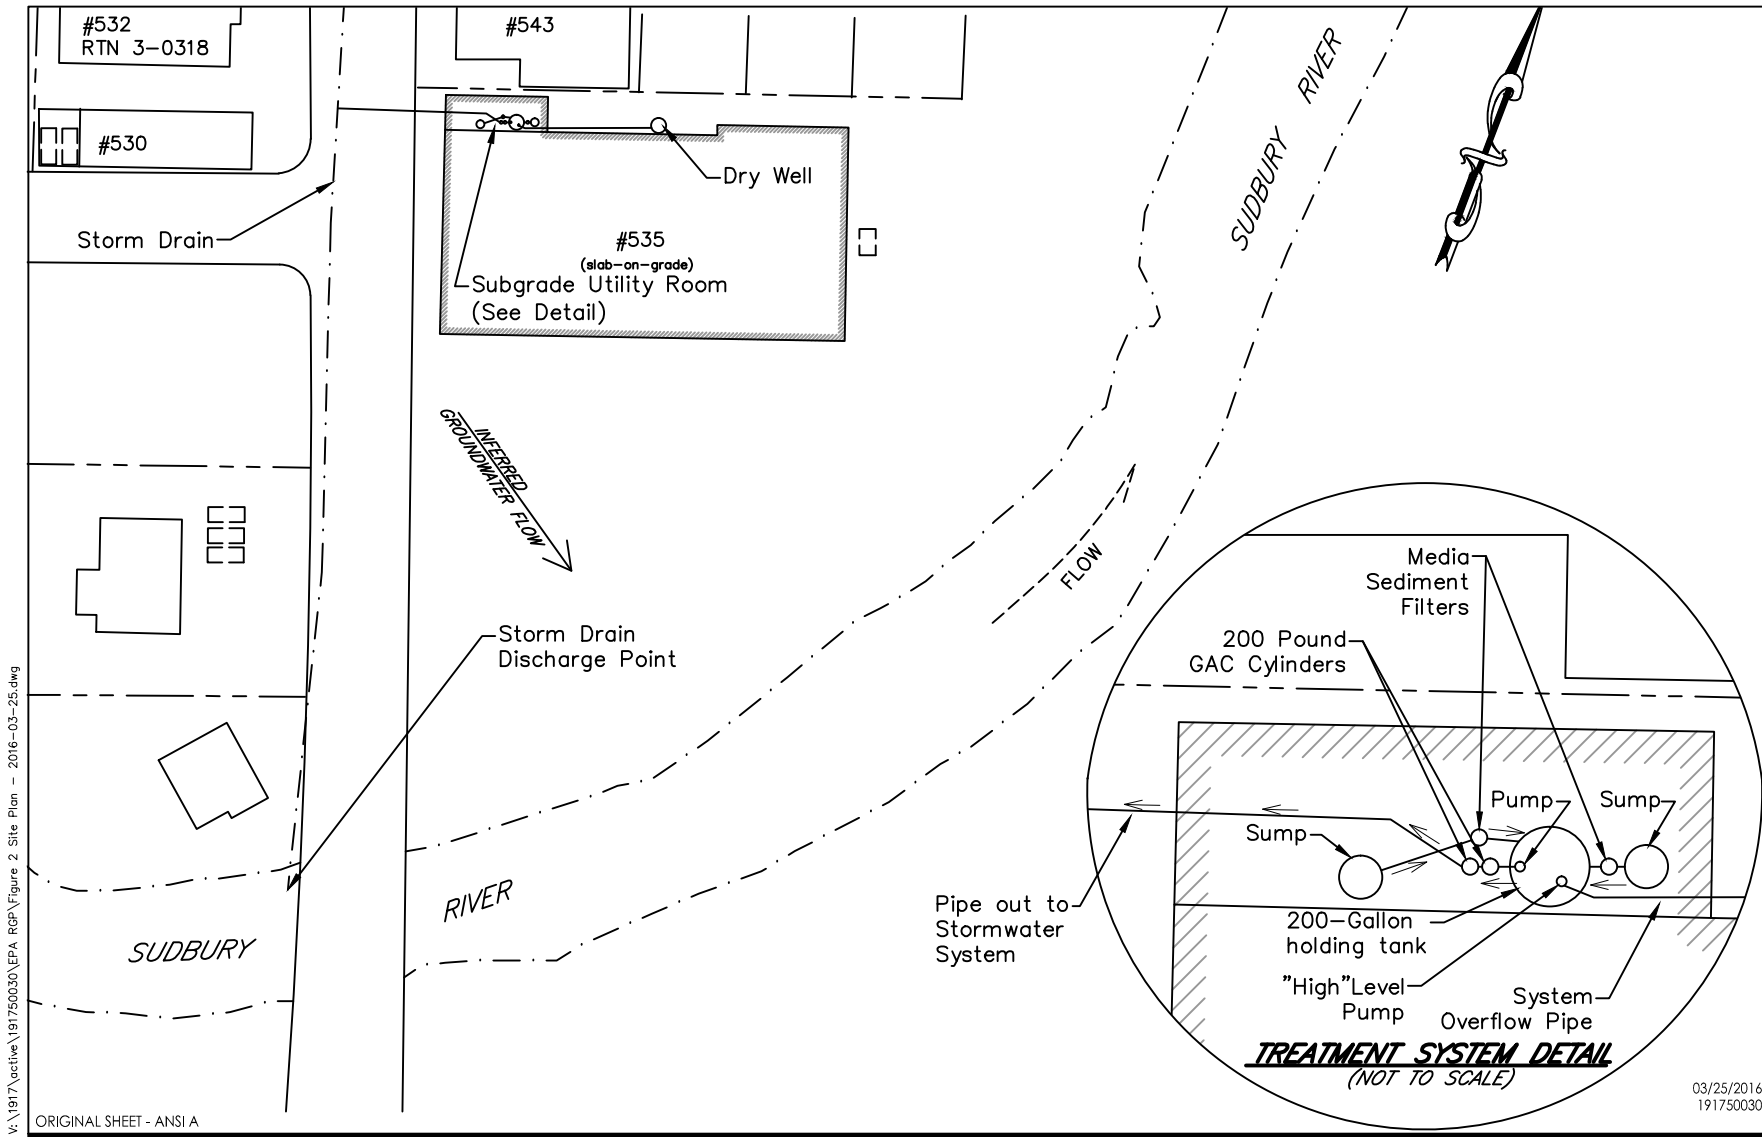 #532
RTN 3-0318
#543
#530
Storm Drain
Dry Well
#535
(slab-on-grade)
Subgrade Utility Room
(See Detail)
SUDBURY RIVER
INFERRED
GROUNDWATER FLOW
FLOW
Storm Drain
Discharge Point
SUDBURY RIVER
Media
Sediment
Filters
200 Pound
GAC Cylinders
Pump
Sump
Sump
Pipe out to
Stormwater
System
200-Gallon
holding tank
"High"Level
Pump
System
Overflow Pipe
TREATMENT SYSTEM DETAIL
(NOT TO SCALE)
03/25/2016
191750030
ORIGINAL SHEET - ANSI A
V:\1917\active\191750030\EPA RGP\Figure 2 Site Plan - 2016-03-25.dwg